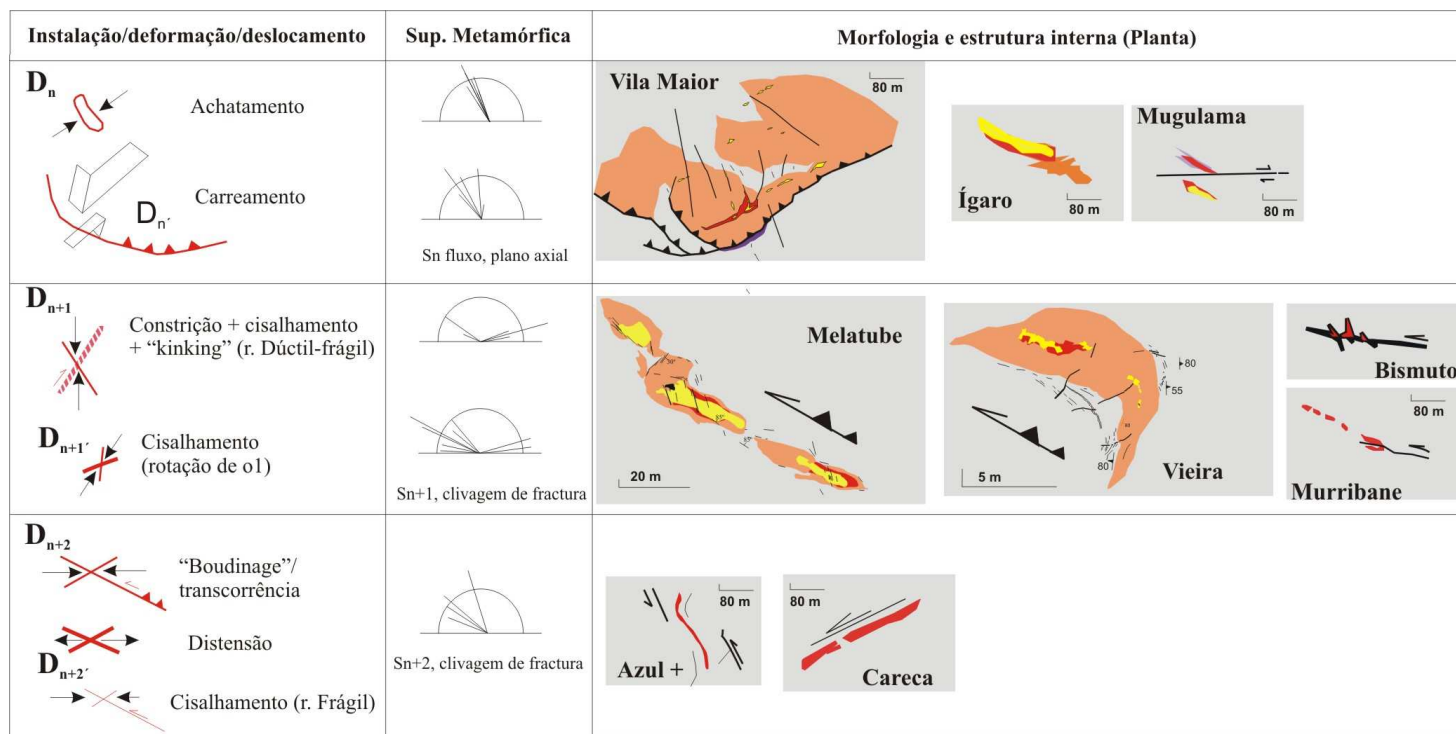 Instalação/deformação/deslocamento
Sup. Metamórfica
Morfologia e estrutura interna (Planta)
Dn
Achatamento
Carreamento
Dn´
Sn fluxo, plano axial
Vila Maior
80 m
Ígaro
80 m
Mugulama
80 m
Dn+1
Constrição + cisalhamento
+ “kinking” (r. Dúctil-frágil)
Dn+1´
Cisalhamento
(rotação de o1)
Sn+1, clivagem de fractura
Melatube
20 m
Vieira
80
55
80
5 m
Bismuto
80 m
Murribane
Dn+2
“Boudinage”/
transcorrência
Distensão
Dn+2´
Cisalhamento (r. Frágil)
Sn+2, clivagem de fractura
80 m
Azul +
80 m
Careca